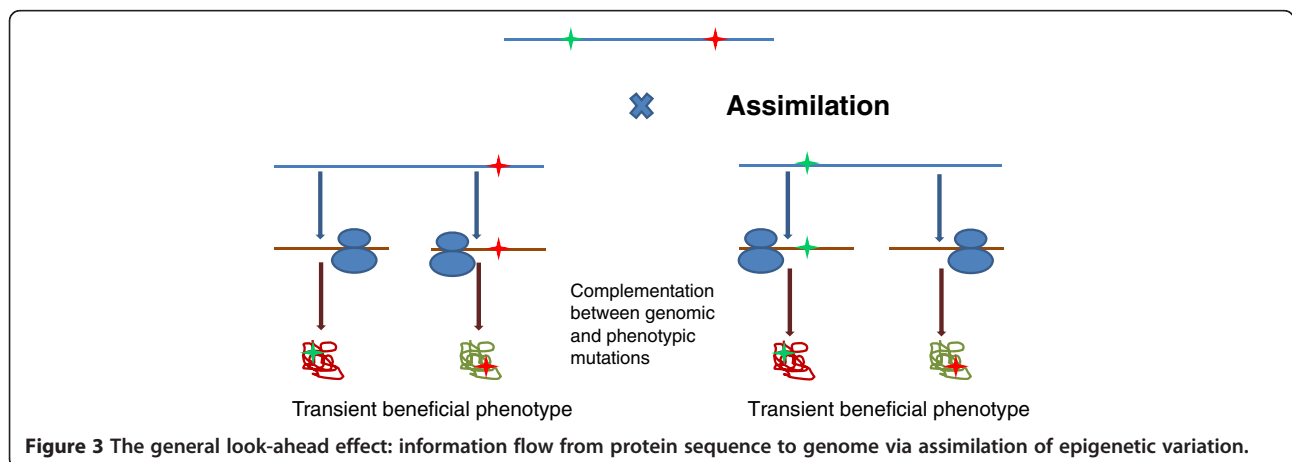 Assimilation
Complementation
between genomic
and phenotypic
mutations
Transient beneficial phenotype
Transient beneficial phenotype
Figure 3 The general look-ahead effect: information flow from protein sequence to genome via assimilation of epigenetic variation.